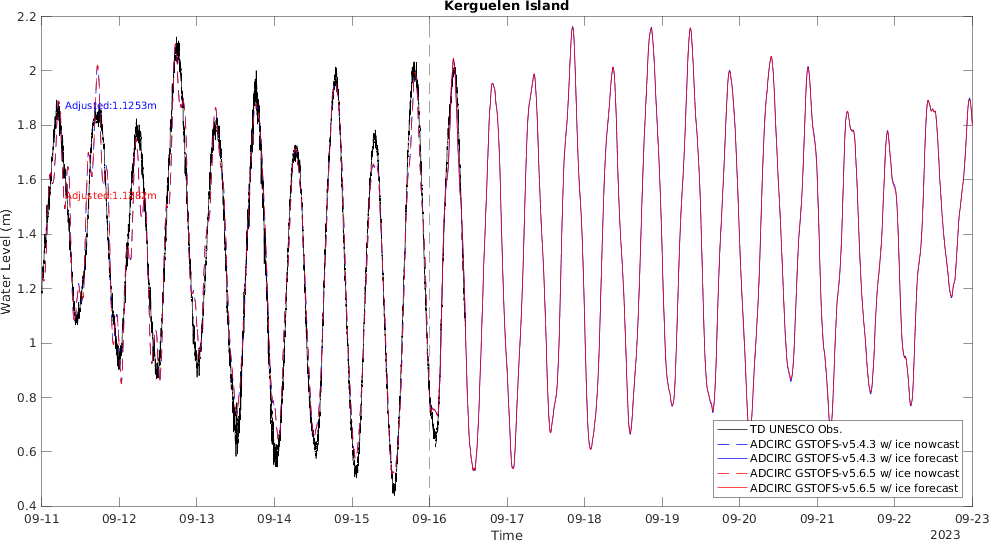 Kerguelen Island
2.2
2
1.8
1.6
1.4
1.2
1
0.8
0.6
0.4
Water Level (m)
Adjusted:1.1253m
TD UNESCO Obs.
ADCIRC GSTOFS-v5.4.3 w/ ice nowcast
ADCIRC GSTOFS-v5.4.3 w/ ice forecast
ADCIRC GSTOFS-v5.6.5 w/ ice nowcast
ADCIRC GSTOFS-v5.6.5 w/ ice forecast
09-11 09-12 09-13 09-14 09-15 09-16 09-17 09-18 09-19 09-20 09-21 09-22 09-23
Time
2023